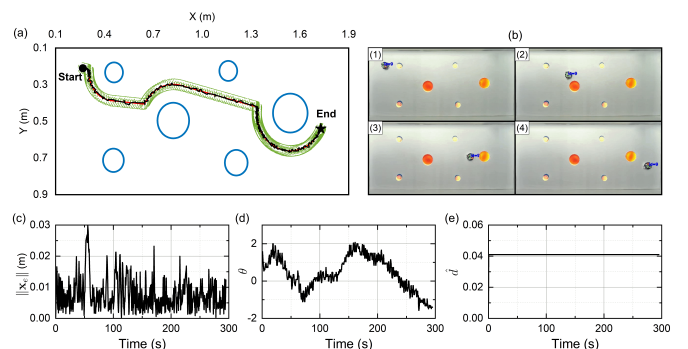 X (m)
0.1 0.4 0.7 1.0 1.3 1.6 1.9
(a)
(b)
0.1
0.3
0.5
0.7
0.9
Y (m)
Start
End
(1)
(2)
(3)
(4)
(c)
(d)
(e)
0.03
0.02
0.01
0.00
||x_e|| (m)
0 100 200 300
Time (s)
2
0
-2
θ
0 100 200 300
Time (s)
0.06
0.04
0.02
0.00
0 100 200 300
Time (s)